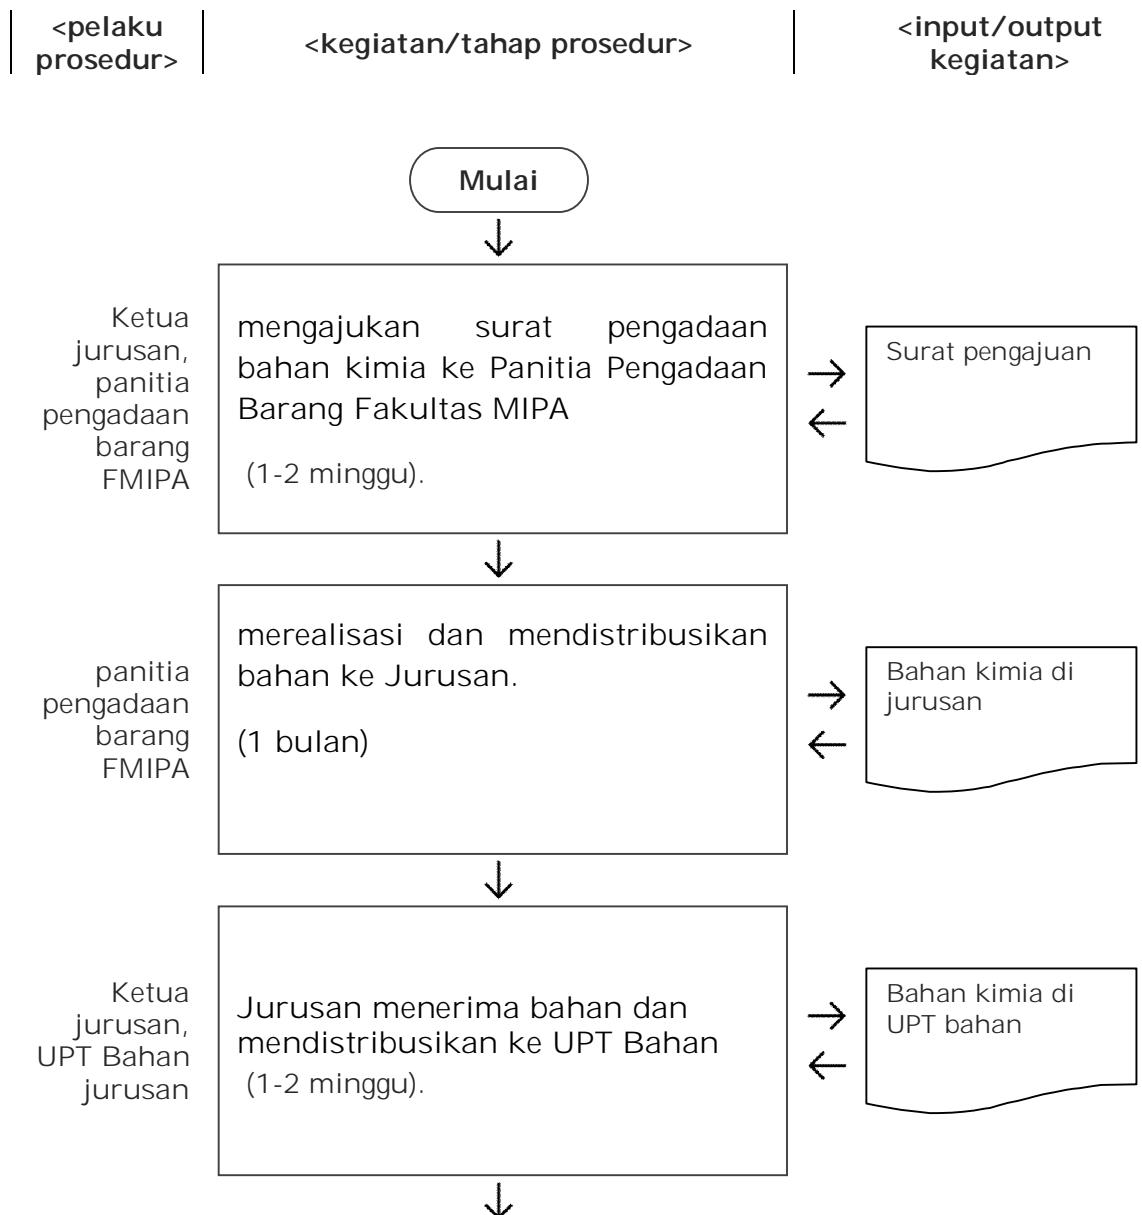 <pelaku
prosedur>
<kegiatan/tahap prosedur>
<input/output
kegiatan>
Mulai
Ketua
jurusan,
panitia
pengadaan
barang
FMIPA
mengajukan surat pengadaan
bahan kimia ke Panitia Pengadaan
Barang Fakultas MIPA
(1-2 minggu).
Surat pengajuan
panitia
pengadaan
barang
FMIPA
merealisasi dan mendistribusikan
bahan ke Jurusan.
(1 bulan)
Bahan kimia di
jurusan
Ketua
jurusan,
UPT Bahan
jurusan
Jurusan menerima bahan dan
mendistribusikan ke UPT Bahan
(1-2 minggu).
Bahan kimia di
UPT bahan